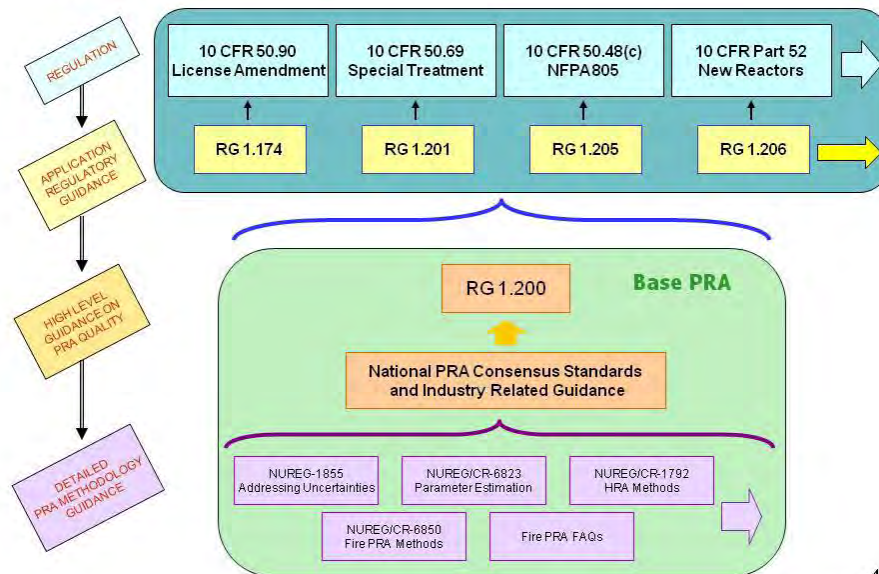 REGULATION
10 CFR 50.90
License Amendment
10 CFR 50.69
Special Treatment
10 CFR 50.48(c)
NFPA805
10 CFR Part 52
New Reactors
RG 1.174
RG 1.201
RG 1.205
RG 1.206
APPLICATION
REGULATORY
GUIDANCE
HIGH LEVEL
GUIDANCE ON
PRA QUALITY
Base PRA
RG 1.200
National PRA Consensus Standards
and Industry Related Guidance
DETAILED
PRA METHODOLOGY
GUIDANCE
NUREG-1855
Addressing Uncertainties
NUREG/CR-6823
Parameter Estimation
NUREG/CR-1792
HRA Methods
NUREG/CR-6850
Fire PRA Methods
Fire PRA FAQs